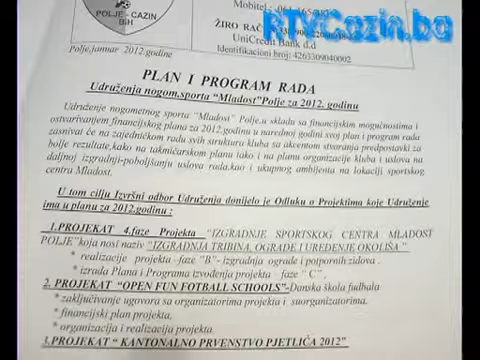 POLJE - CAZIN
BiH
Mobitel :
ŽIRO RAČ
UniCredit Bank d.d
Identifikacioni broj: 4263309040002
RTVCazin.ba
Polje,januar 2012.godine
PLAN I PROGRAM RADA
Udruženja nogom.sporta “Mladost”Polje za 2012. godinu
Udruženje nogometnog sporta “Mladost” Polje,u skladu sa financijskim mogućnostima i
ostvarivanjem financijskog plana za 2012.godinu u narednoj godini svoj plan i program rada
zasnivat će na zajedničkom radu svih struktura kluba sa akcentom stvaranja predpostavki za
bolje rezultate,kako na takmičarskom planu tako i na planu organizacije kluba i uslova na
daljnoj izgradnji-poboljšanju uslova rada,kao i ukupnog ambijenta na lokaciji sportskog
centra Mladost.
U tom cilju Izvršni odbor Udruženja donijelo je Odluku o Projektima koje Udruženje
ima u planu za 2012.godinu :
1.PROJEKAT 4.faze Projekta “IZGRADNJE SPORTSKOG CENTRA MLADOST
POLJE”koja nosi naziv “IZGRADNJA TRIBINA, OGRADE I UREĐENJE OKOLIŠA ”
* realizacije projekta -faze “B”- izgradnja ograde i potpornih zidova .
* izrada Plana i Programa izvođenja projekta - faze “ C”,
2. PROJEKAT “OPEN FUN FOTBALL SCHOOLS”-Danska škola fudbala
* zaključivanje ugovora sa organizatorima projekta i suorganizatorima.
* financijski plan projekta.
* organizacija i realizacija projekta.
3.PROJEKAT “ KANTONALNO PRVENSTVO PJETLIĆA 2012”